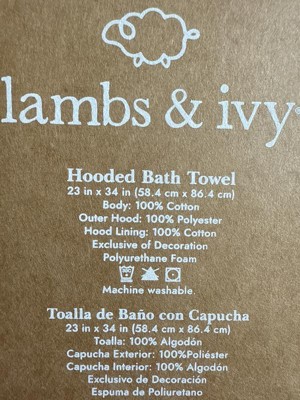 lambs & ivy®
Hooded Bath Towel
23 in x 34 in (58.4 cm x 86.4 cm)
Body: 100% Cotton
Outer Hood: 100% Polyester
Hood Lining: 100% Cotton
Exclusive of Decoration
Polyurethane Foam
Machine washable.
Toalla de Baño con Capucha
23 in x 34 in (58.4 cm x 86.4 cm)
Toalla: 100% Algodón
Capucha Exterior: 100%Poliéster
Capucha Interior: 100% Algodón
Exclusivo de Decoración
Espuma de Poliuretano